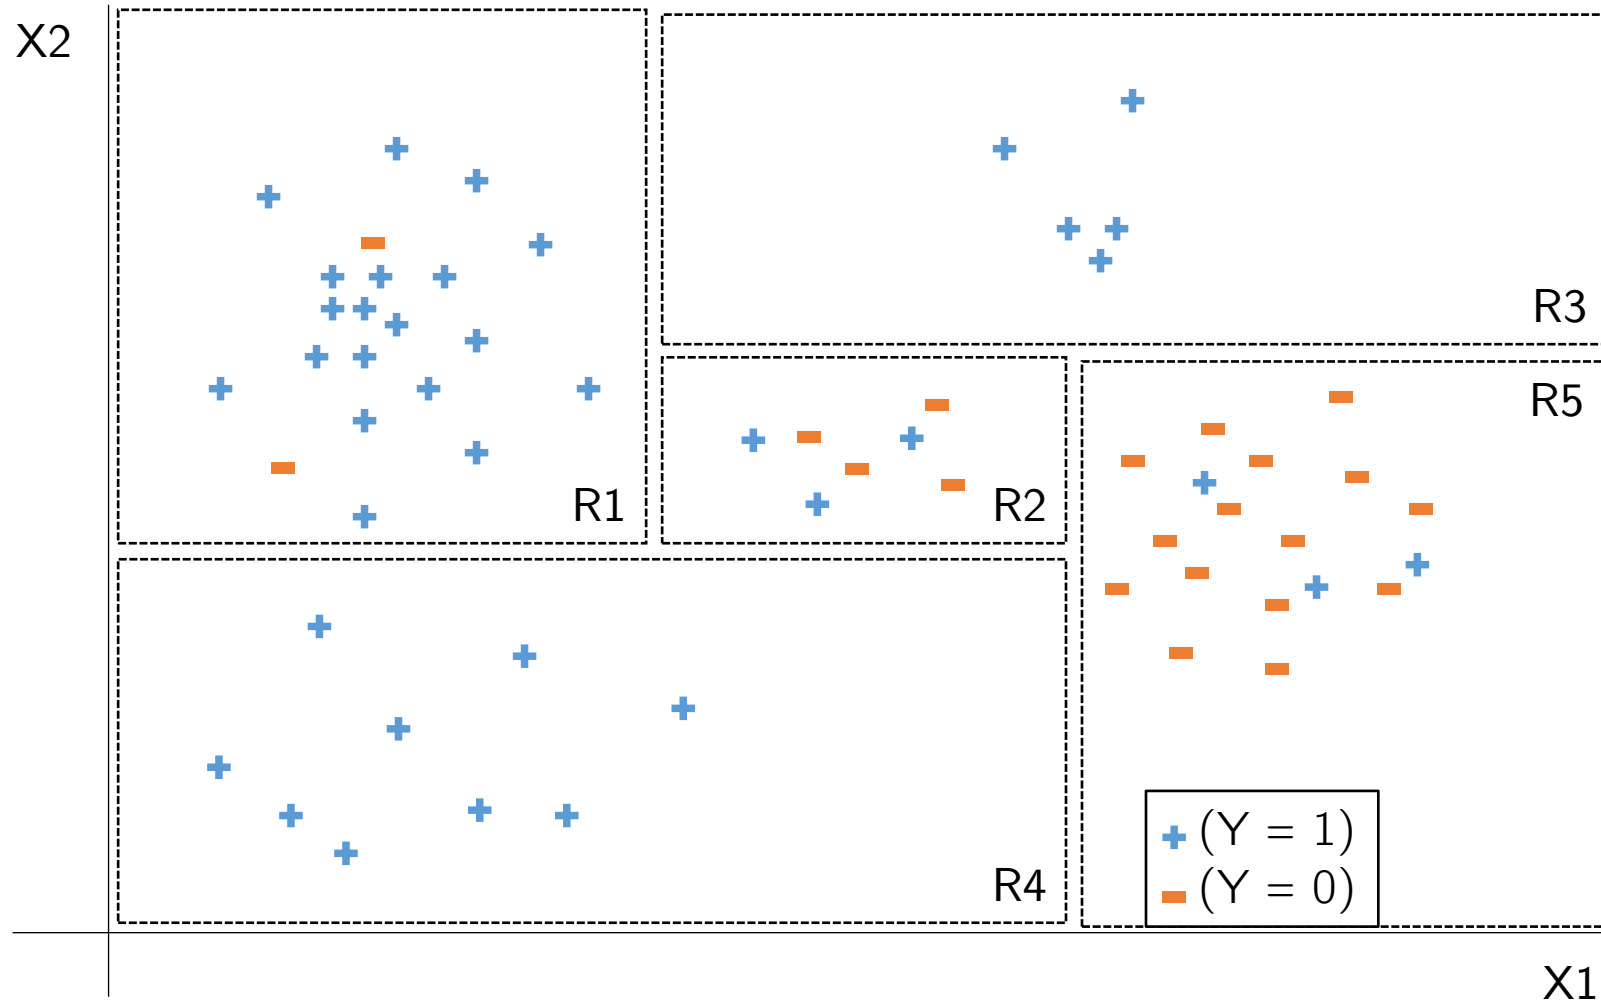 X2
R3
R5
R1
R2
(Y = 1)
(Y = 0)
R4
X1